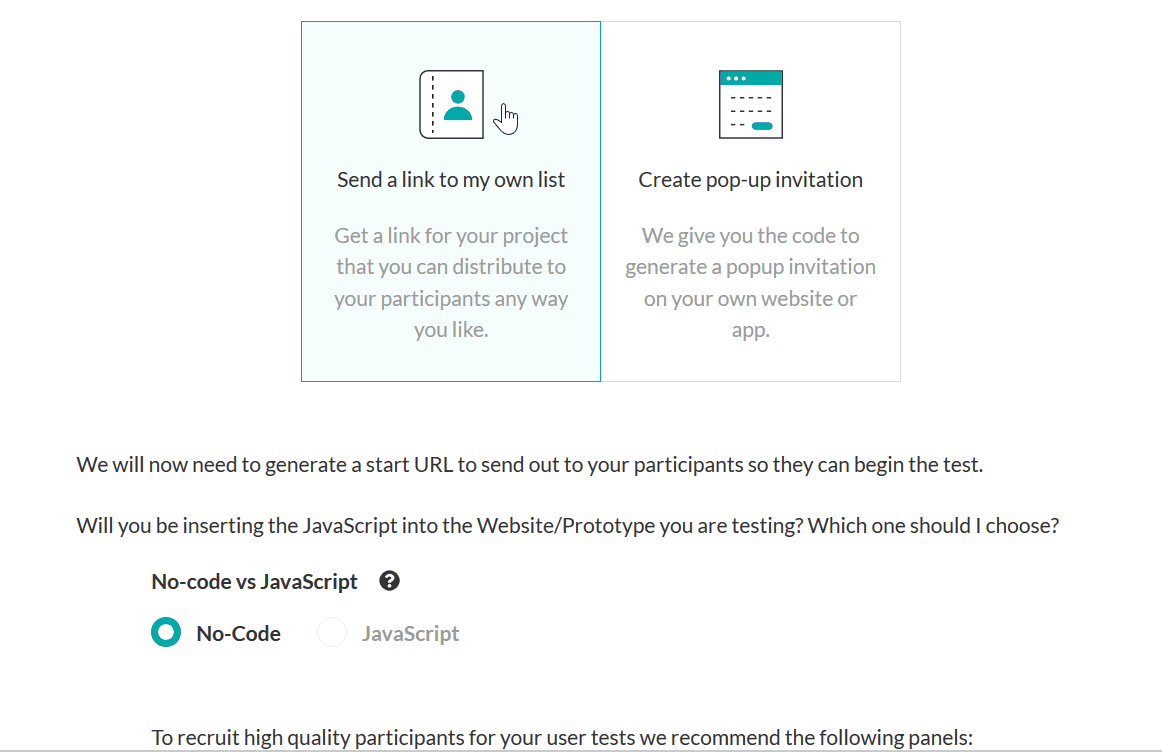 Send a link to my own list
Get a link for your project
that you can distribute to
your participants any way
you like.
Create pop-up invitation
We give you the code to
generate a popup invitation
on your own website or
app.
We will now need to generate a start URL to send out to your participants so they can begin the test.
Will you be inserting the JavaScript into the Website/Prototype you are testing? Which one should I choose?
No-code vs JavaScript ?
No-Code JavaScript
To recruit high quality participants for your user tests we recommend the following panels: